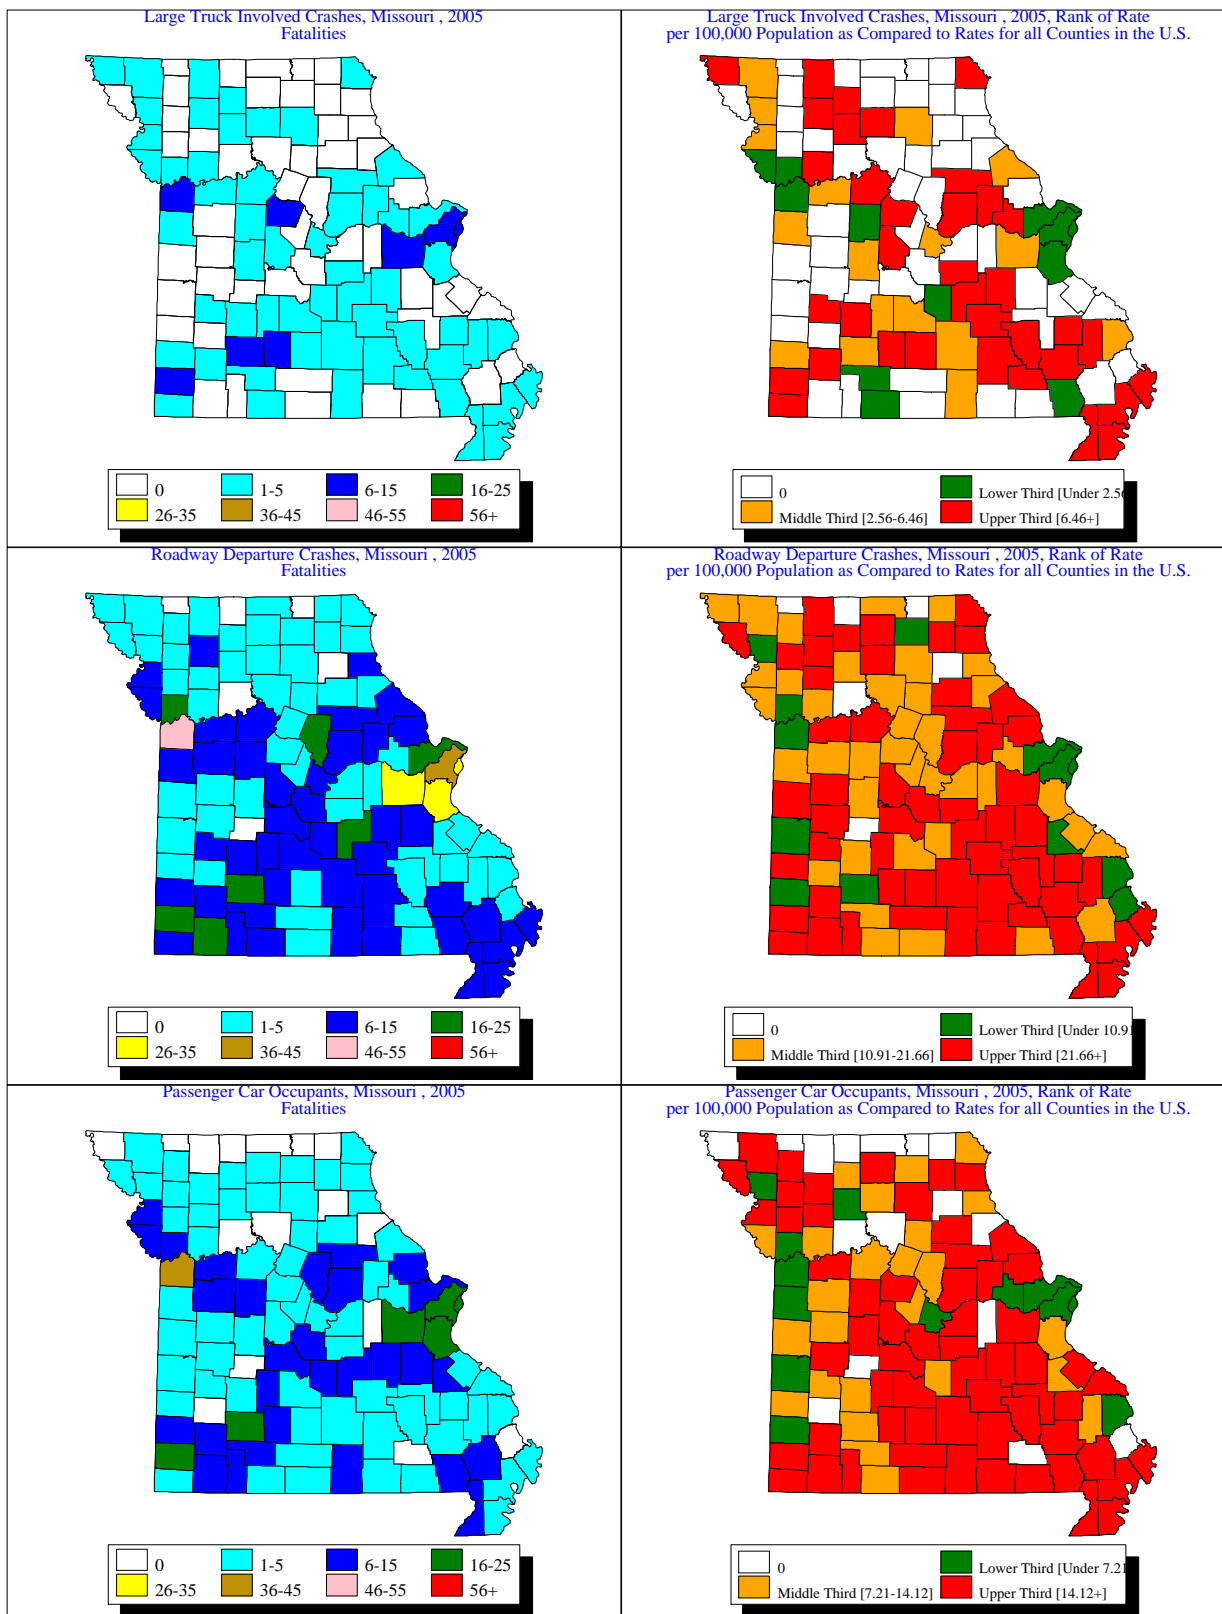 Large Truck Involved Crashes, Missouri , 2005
Fatalities
0
1-5
6-15
16-25
26-35
36-45
46-55
56+
Large Truck Involved Crashes, Missouri , 2005, Rank of Rate
per 100,000 Population as Compared to Rates for all Counties in the U.S.
0
Lower Third [Under 2.56
Middle Third [2.56-6.46]
Upper Third [6.46+]
Roadway Departure Crashes, Missouri , 2005
Fatalities
0
1-5
6-15
16-25
26-35
36-45
46-55
56+
Roadway Departure Crashes, Missouri , 2005, Rank of Rate
per 100,000 Population as Compared to Rates for all Counties in the U.S.
0
Lower Third [Under 10.91
Middle Third [10.91-21.66]
Upper Third [21.66+]
Passenger Car Occupants, Missouri , 2005
Fatalities
0
1-5
6-15
16-25
26-35
36-45
46-55
56+
Passenger Car Occupants, Missouri , 2005, Rank of Rate
per 100,000 Population as Compared to Rates for all Counties in the U.S.
0
Lower Third [Under 7.21
Middle Third [7.21-14.12]
Upper Third [14.12+]